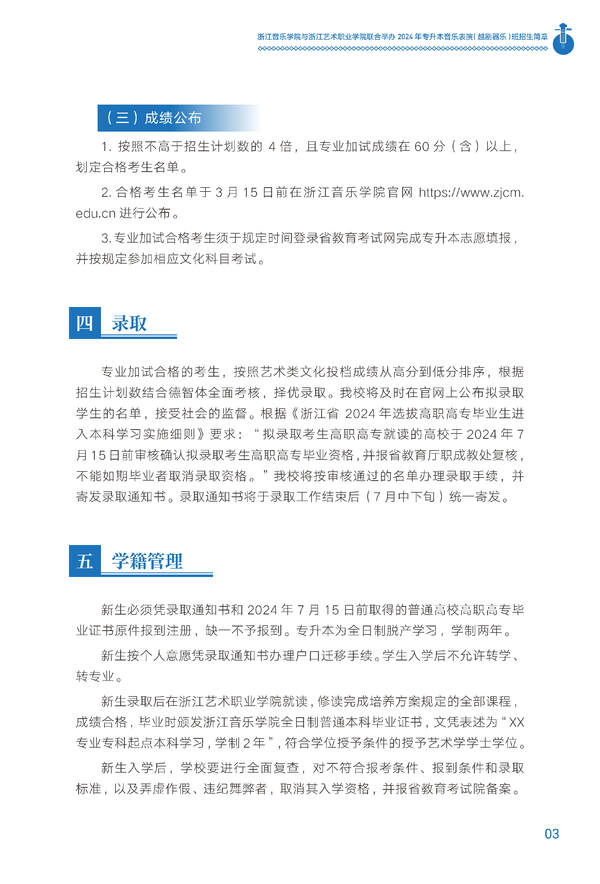 浙江音乐学院与浙江艺术职业学院联合举办 2024 年专升本音乐表演(越剧器乐)班招生简章
（三）成绩公布
1. 按照不高于招生计划数的 4 倍，且专业加试成绩在 60 分（含）以上，
划定合格考生名单。
2. 合格考生名单于 3 月 15 日前在浙江音乐学院官网 https://www.zjcm.
edu.cn 进行公布。
3.专业加试合格考生须于规定时间登录省教育考试网完成专升本志愿填报，
并按规定参加相应文化科目考试。
四 录取
专业加试合格的考生，按照艺术类文化投档成绩从高分到低分排序，根据
招生计划数结合德智体全面考核，择优录取。我校将及时在官网上公布拟录取
学生的名单，接受社会的监督。根据《浙江省 2024 年选拔高职高专毕业生进
入本科学习实施细则》要求：“拟录取考生高职高专就读的高校于 2024 年 7
月15日前审核确认拟录取考生高职高专毕业资格，并报省教育厅职成教处复核，
不能如期毕业者取消录取资格。”我校将按审核通过的名单办理录取手续，并
寄发录取通知书。录取通知书将于录取工作结束后（7 月中下旬）统一寄发。
五 学籍管理
新生必须凭录取通知书和 2024 年 7 月 15 日前取得的普通高校高职高专毕
业证书原件报到注册，缺一不予报到。专升本为全日制脱产学习，学制两年。
新生按个人意愿凭录取通知书办理户口迁移手续。学生入学后不允许转学、
转专业。
新生录取后在浙江艺术职业学院就读，修读完成培养方案规定的全部课程，
成绩合格，毕业时颁发浙江音乐学院全日制普通本科毕业证书，文凭表述为“XX
专业专科起点本科学习，学制 2 年”，符合学位授予条件的授予艺术学学士学位。
新生入学后，学校要进行全面复查，对不符合报考条件、报到条件和录取
标准，以及弄虚作假、违纪舞弊者，取消其入学资格，并报省教育考试院备案。
03